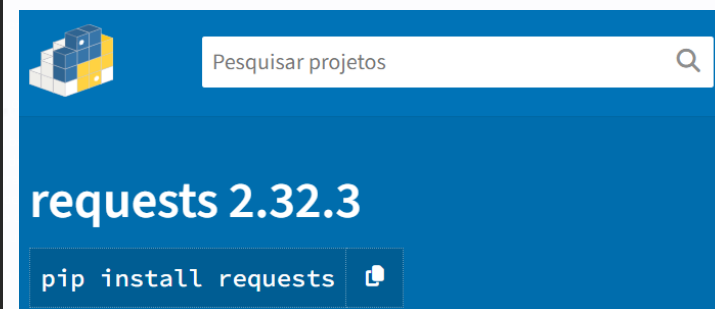 Pesquisar projetos
requests 2.32.3
pip install requests